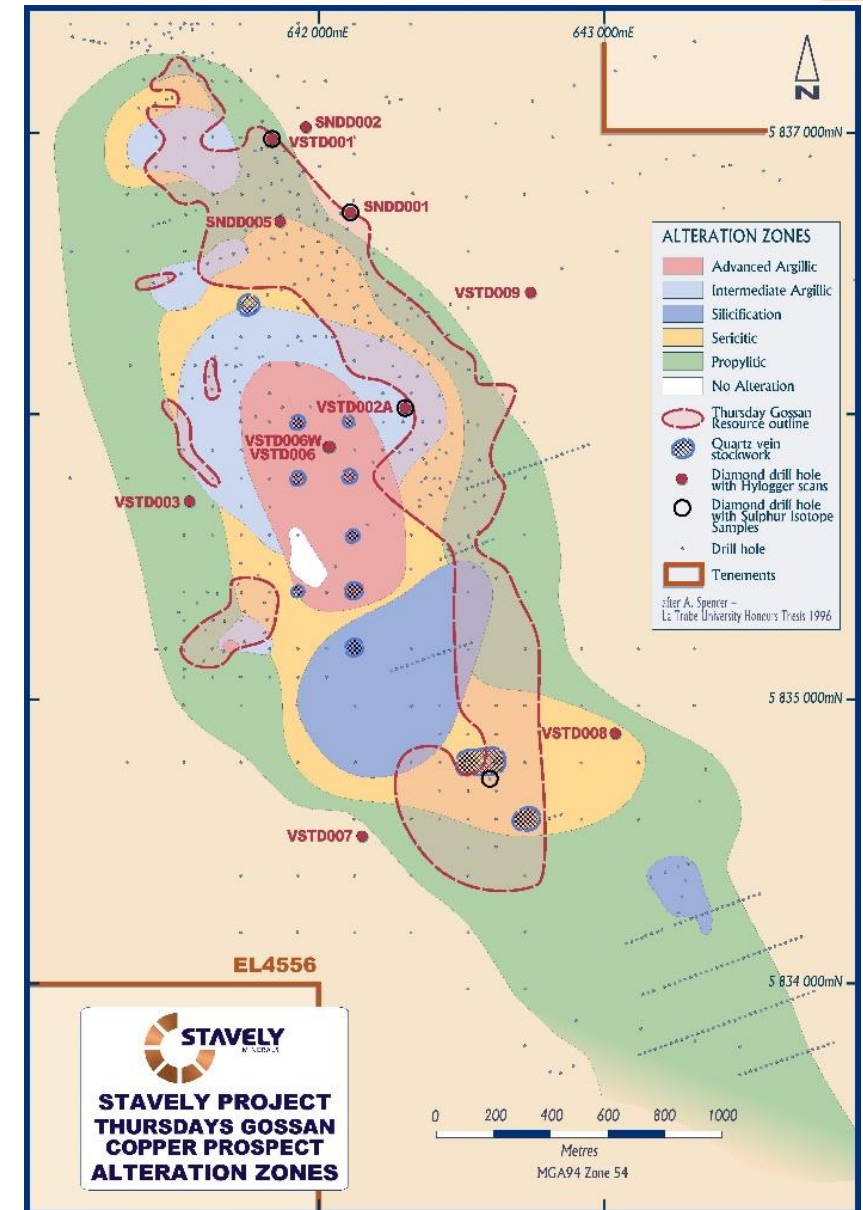 642 000mE
643 000mE
N
5 837 000mN
SNDD002
VSTD001
SNDD001
SNDD005
VSTD009
VSTD002A
VSTD006W
VSTD006
VSTD003
ALTERATION ZONES
Advanced Argillic
Intermediate Argillic
Silicification
Sericitic
Propylitic
No Alteration
Thursday Gossan
Resource outline
Quartz vein
stockwork
Diamond drill hole
with Hylogger scans
Diamond drill hole
with Sulphur Isotope
Samples
Drill hole
Tenements
after A. Spencer –
La Trobe University Honours Thesis 1996
5 835 000mN
VSTD008
VSTD007
EL4556
5 834 000mN
STAVELY
MINERALS
STAVELY PROJECT
THURSDAYS GOSSAN
COPPER PROSPECT
ALTERATION ZONES
0 200 400 600 800 1000
Metres
MGA94 Zone 54